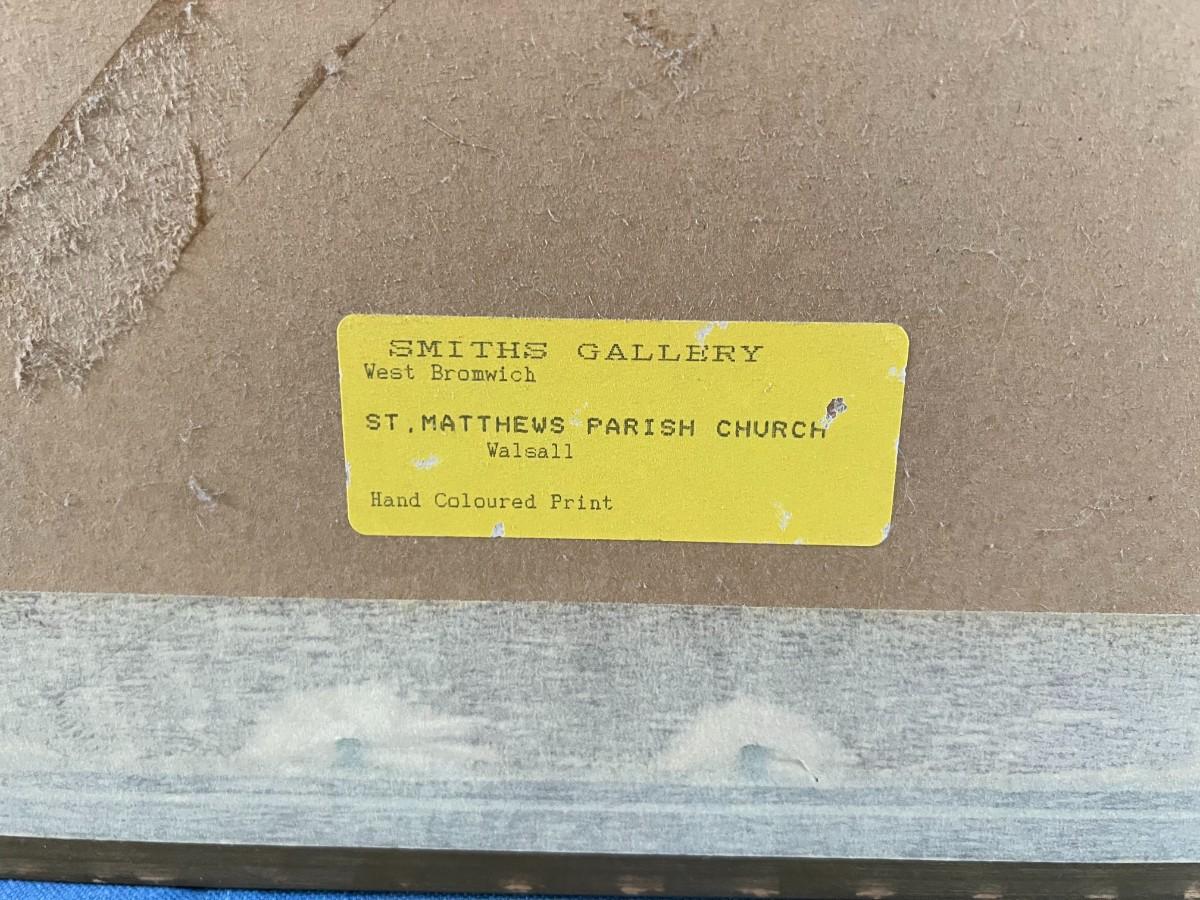 SMITHS GALLERY
West Bromwich
ST.MATTHEWS PARISH CHURCH
Walsall
Hand Coloured Print